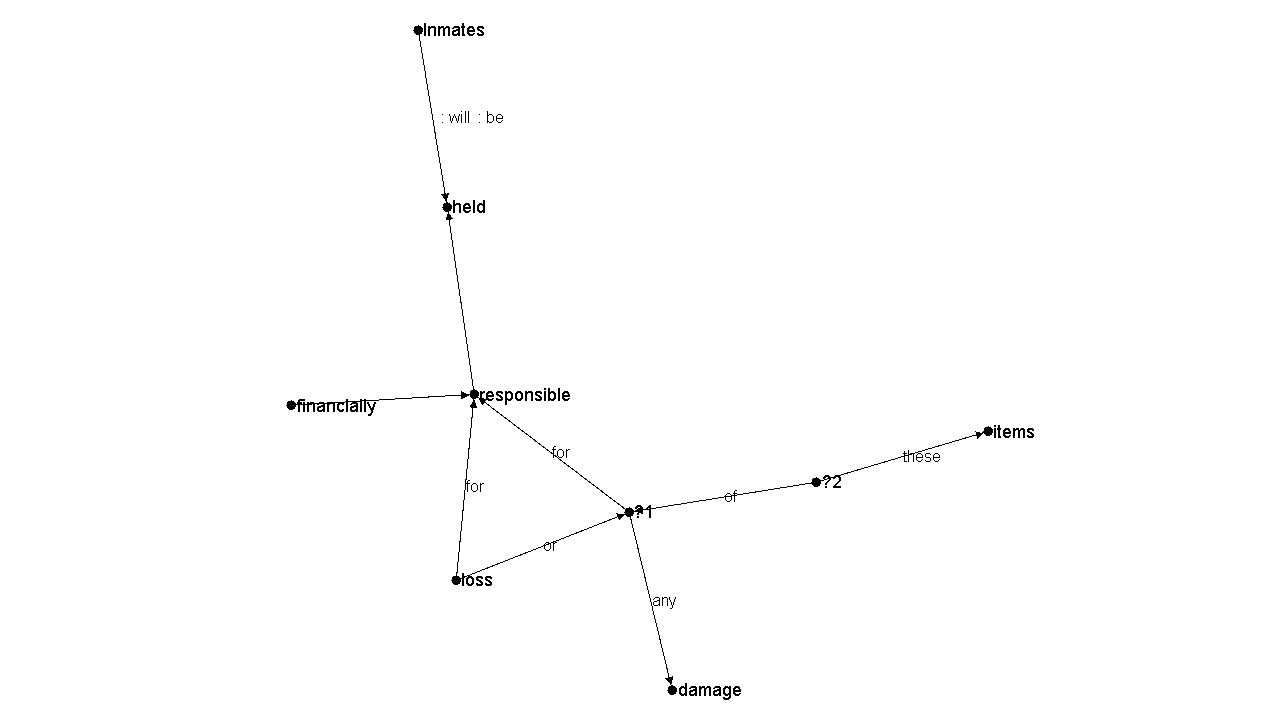 Inmates
: will : be
held
responsible
financially
items
for
these
?2
for
of
?1
or
loss
any
damage